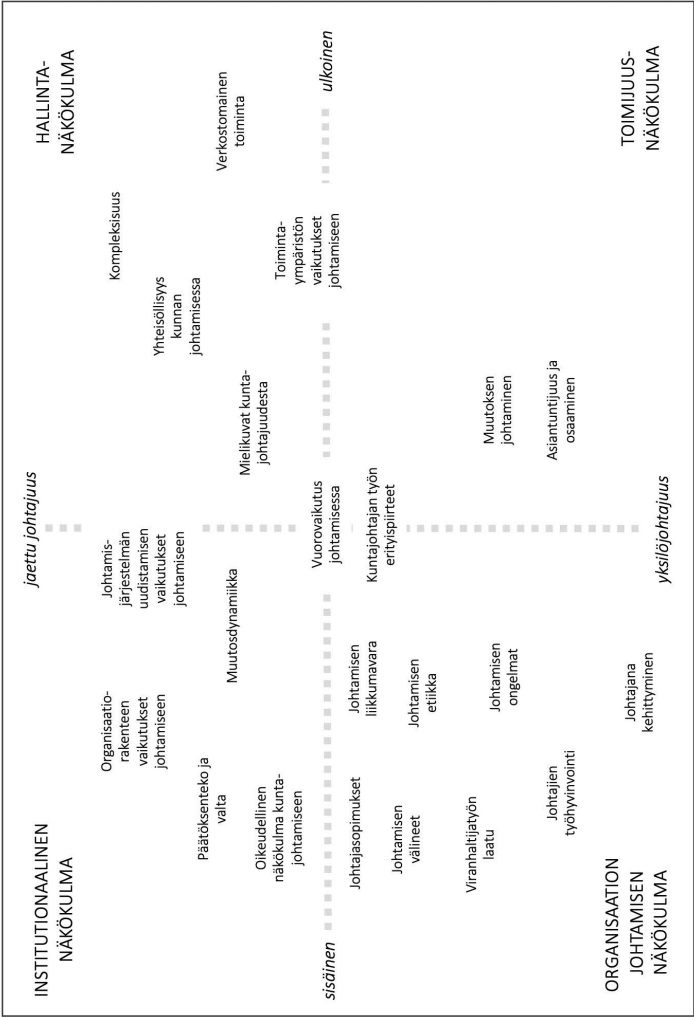 INSTITUTIONAALINEN
NÄKÖKULMA
jaettu johtajuus
HALLINTA-
NÄKÖKULMA
Organisaatio-
rakenteen
vaikutukset
johtamiseen
Johtamis-
järjestelmän
uudistamisen
vaikutukset
johtamiseen
Kompleksisuus
Yhteisöllisyys
kunnan
johtamisessa
Päätöksenteko ja
valta
Muutosdynamiikka
Mielikuvat kunta-
johtajuudesta
Verkostomainen
toiminta
Oikeudellinen
näkökulma kunta-
johtamiseen
Toiminta-
ympäristön
vaikutukset
johtamiseen
sisäinen
Vuorovaikutus
johtamisessa
ulkoinen
Johtajasopimukset
Johtamisen
liikkumavara
Kuntajohtajan työn
erityispiirteet
Johtamisen
välineet
Johtamisen
etiikka
Viranhaltijatyön
laatu
Johtamisen
ongelmat
Muutoksen
johtaminen
Johtajien
työhyvinvointi
Asiantuntijuus ja
osaaminen
Johtajana
kehittyminen
ORGANISAATION
JOHTAMISEN
NÄKÖKULMA
yksilöjohtajuus
TOIMIJUUS-
NÄKÖKULMA